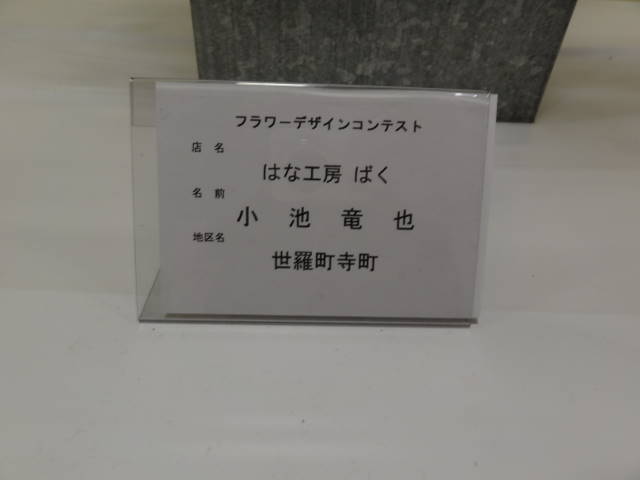 フラワーデザインコンテスト
店 名
はな工房 ばく
名 前
小 池 竜 也
地区名
世羅町寺町